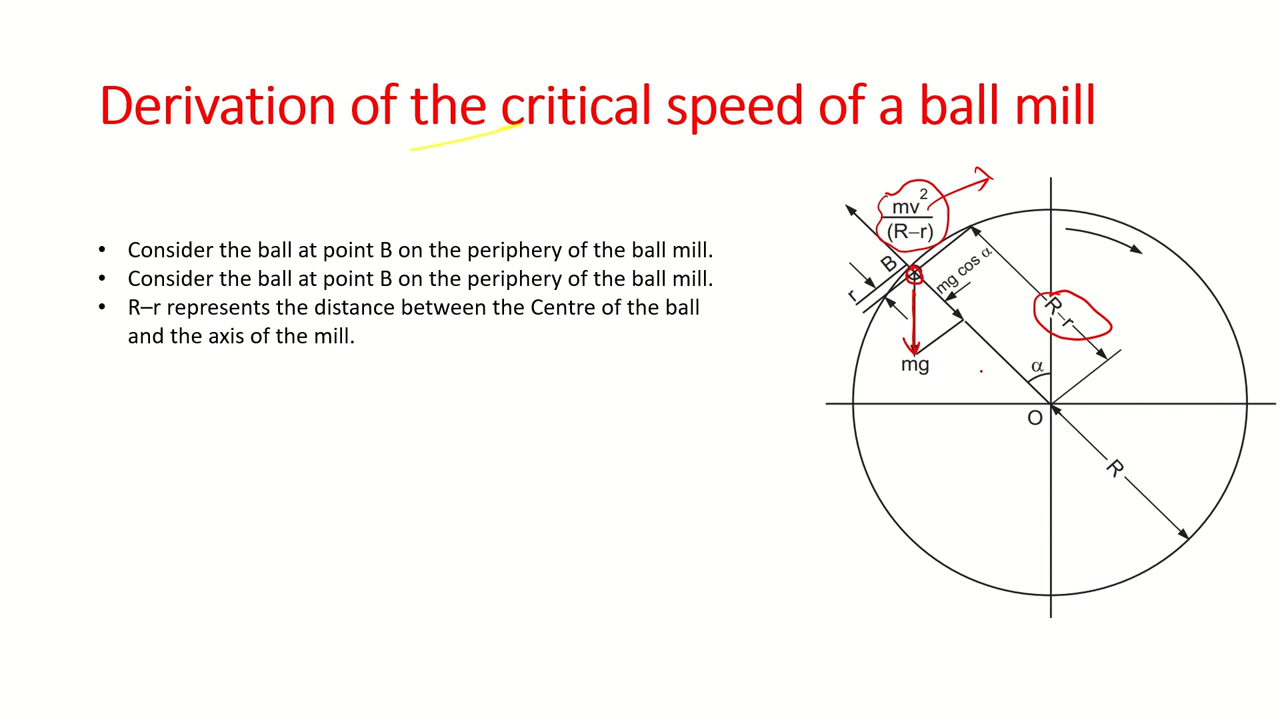 Derivation of the critical speed of a ball mill
• Consider the ball at point B on the periphery of the ball mill.
• Consider the ball at point B on the periphery of the ball mill.
• R–r represents the distance between the Centre of the ball
and the axis of the mill.
mv²
(R–r)
B
r
mg cos α
R–r
mg
α
O
R